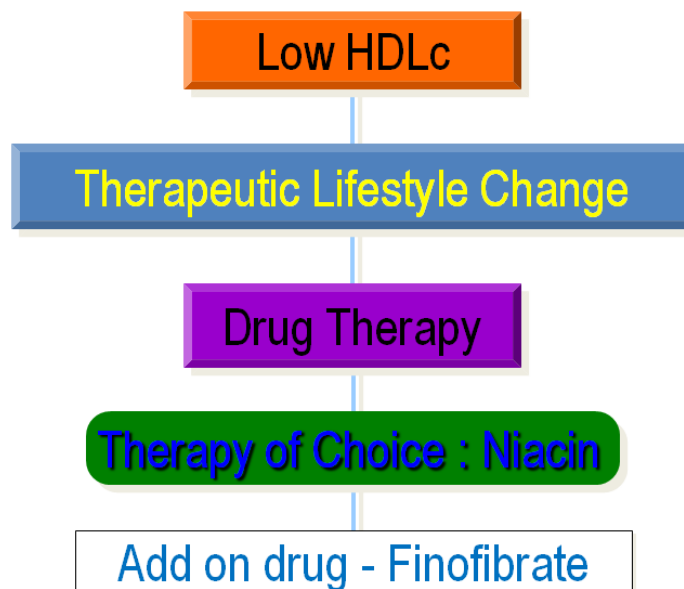 Low HDLc
Therapeutic Lifestyle Change
Drug Therapy
Therapy of Choice : Niacin
Add on drug - Finofibrate